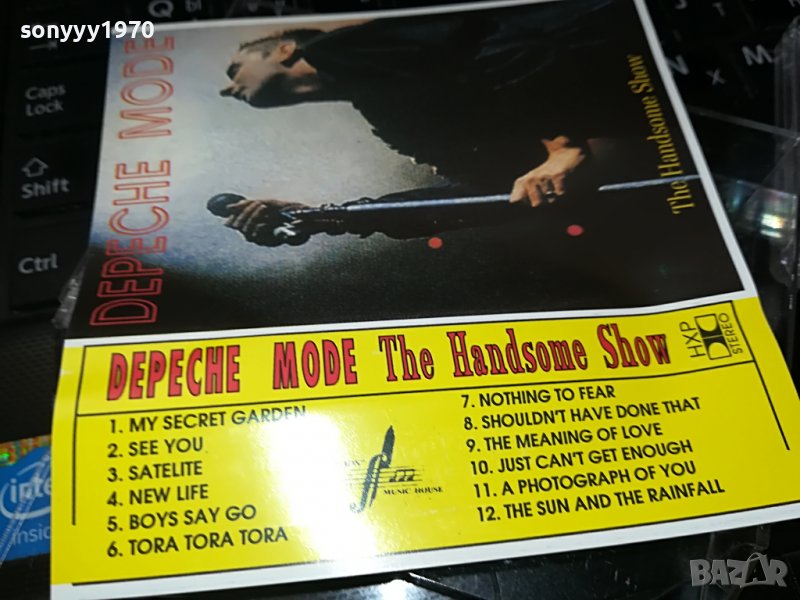 sonyyy1970
Caps
Lock
Shift
Ctrl
DEPECHE MODE
The Handsome Show
DEPECHE MODE The Handsome Show
HXP
STEREO
1. MY SECRET GARDEN
2. SEE YOU
3. SATELITE
4. NEW LIFE
5. BOYS SAY GO
6. TORA TORA TORA
MUSIC HOUSE
7. NOTHING TO FEAR
8. SHOULDN'T HAVE DONE THAT
9. THE MEANING OF LOVE
10. JUST CAN'T GET ENOUGH
11. A PHOTOGRAPH OF YOU
12. THE SUN AND THE RAINFALL
inte
insid
BAZAR